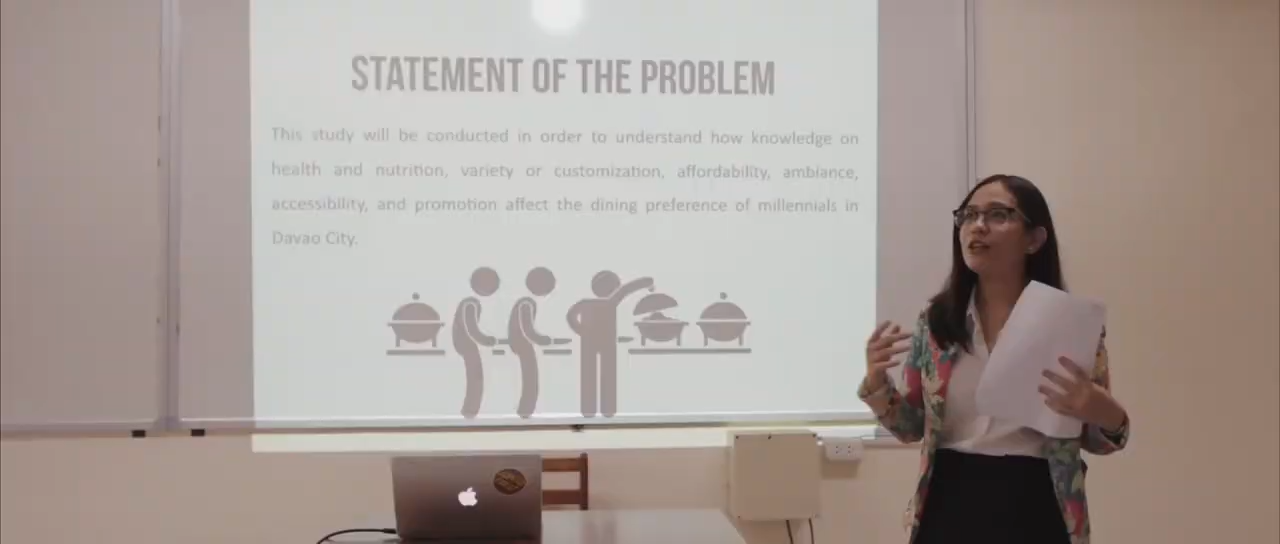 STATEMENT OF THE PROBLEM
This study will be conducted in order to understand how knowledge on
health and nutrition, variety or customization, affordability, ambiance,
accessibility, and promotion affect the dining preference of millennials in
Davao City.